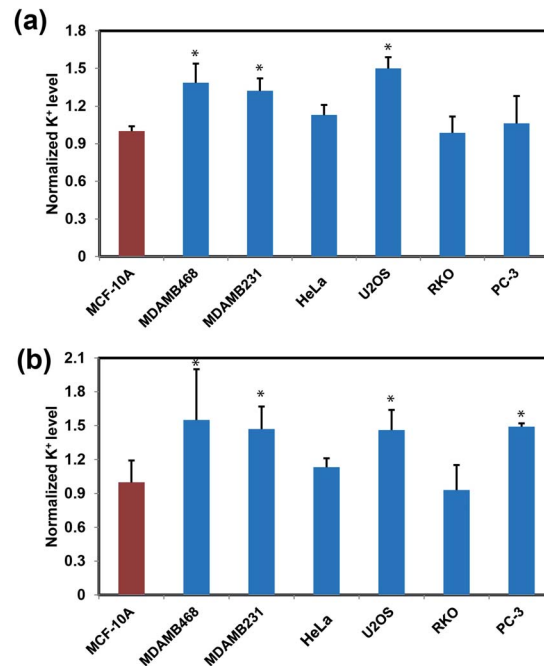 (a)
Normalized K⁺ level
1.8
1.5
1.2
0.9
0.6
0.3
0
*
*
*
MCF-10A
MDAMB468
MDAMB231
HeLa
U2OS
RKO
PC-3
(b)
Normalized K⁺ level
2.1
1.8
1.5
1.2
0.9
0.6
0.3
0
*
*
*
*
MCF-10A
MDAMB468
MDAMB231
HeLa
U2OS
RKO
PC-3